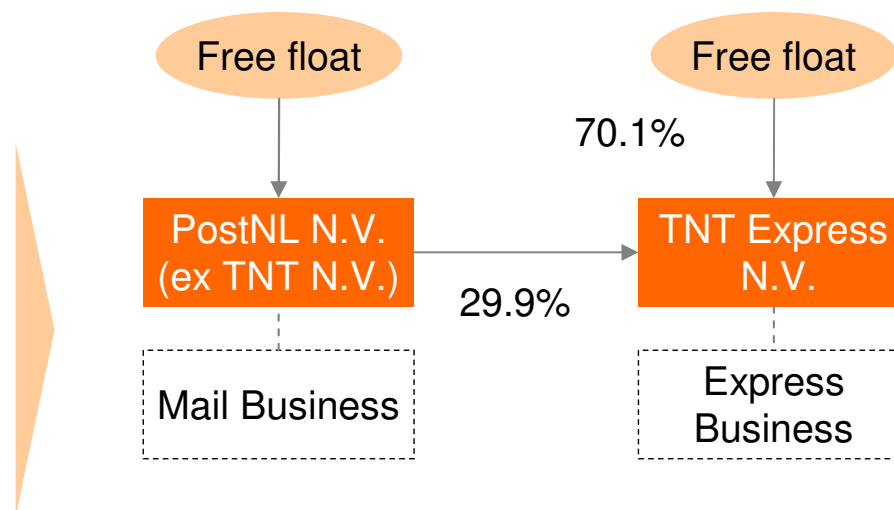 Free float
Free float
70.1%
PostNL N.V.
(ex TNT N.V.)
TNT Express
N.V.
29.9%
Mail Business
Express
Business